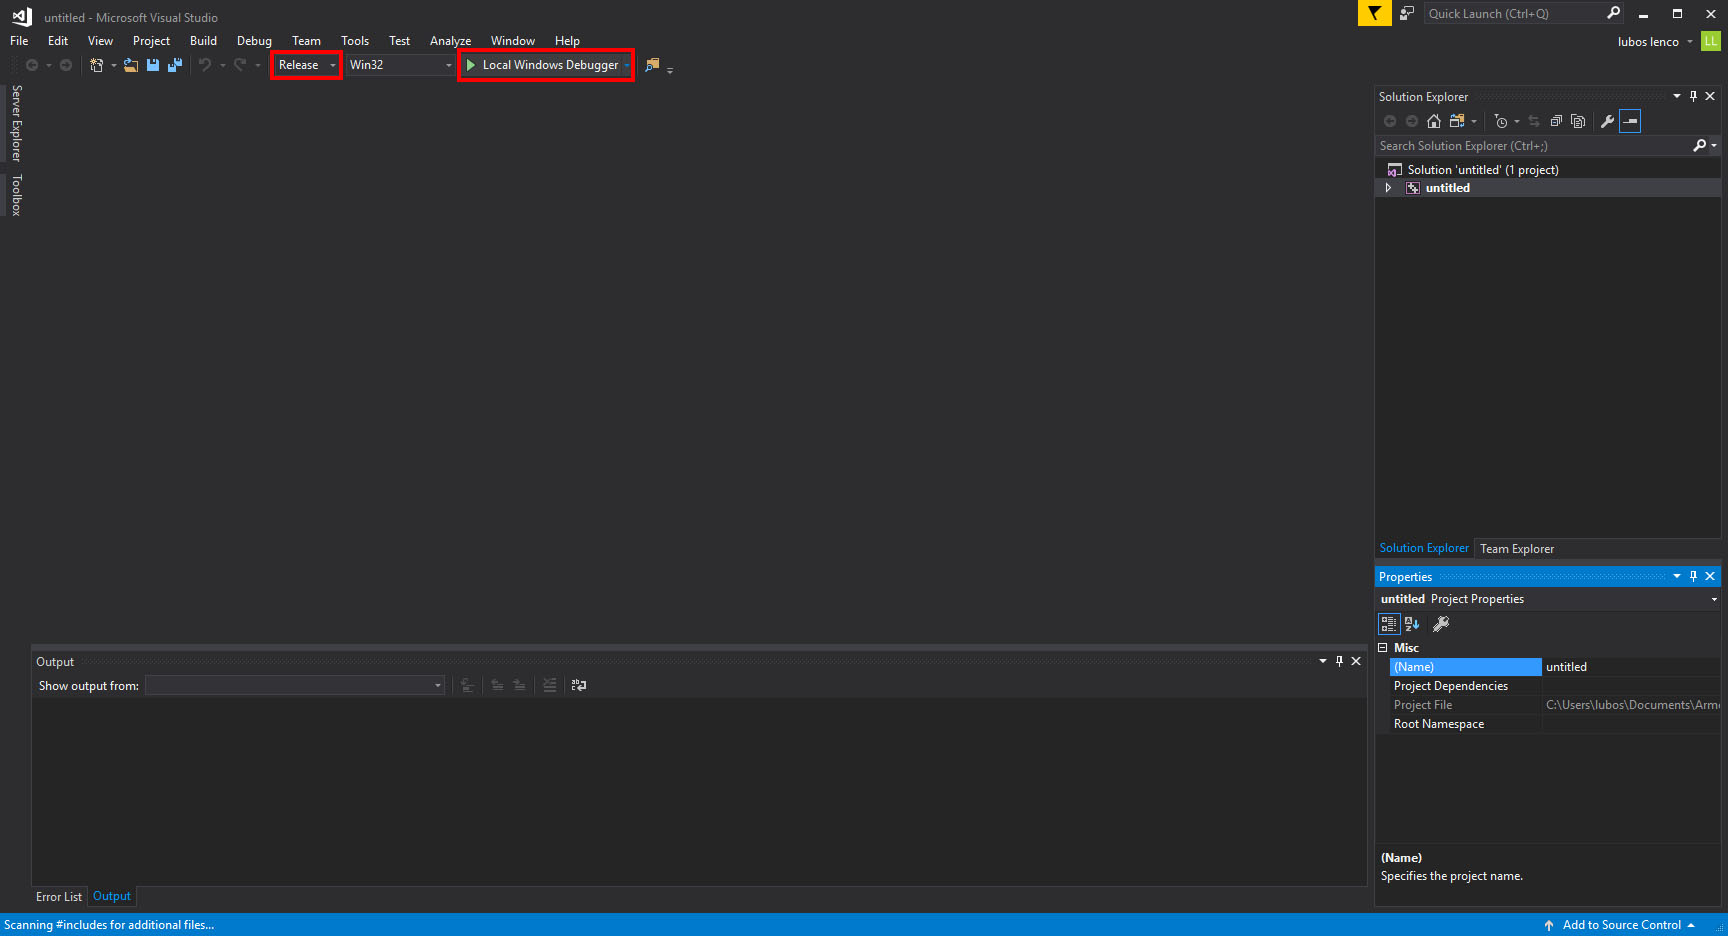 untitled - Microsoft Visual Studio
Quick Launch (Ctrl+Q)
File Edit View Project Build Debug Team Tools Test Analyze Window Help
lubos lenco LL
Release Win32 Local Windows Debugger
Server Explorer
Toolbox
Solution Explorer
Search Solution Explorer (Ctrl+;)
Solution 'untitled' (1 project)
untitled
Solution Explorer Team Explorer
Properties
untitled Project Properties
Misc
(Name) untitled
Project Dependencies
Project File C:\Users\lubos\Documents\Arm
Root Namespace
(Name)
Specifies the project name.
Output
Show output from:
Error List Output
Scanning #includes for additional files...
Add to Source Control